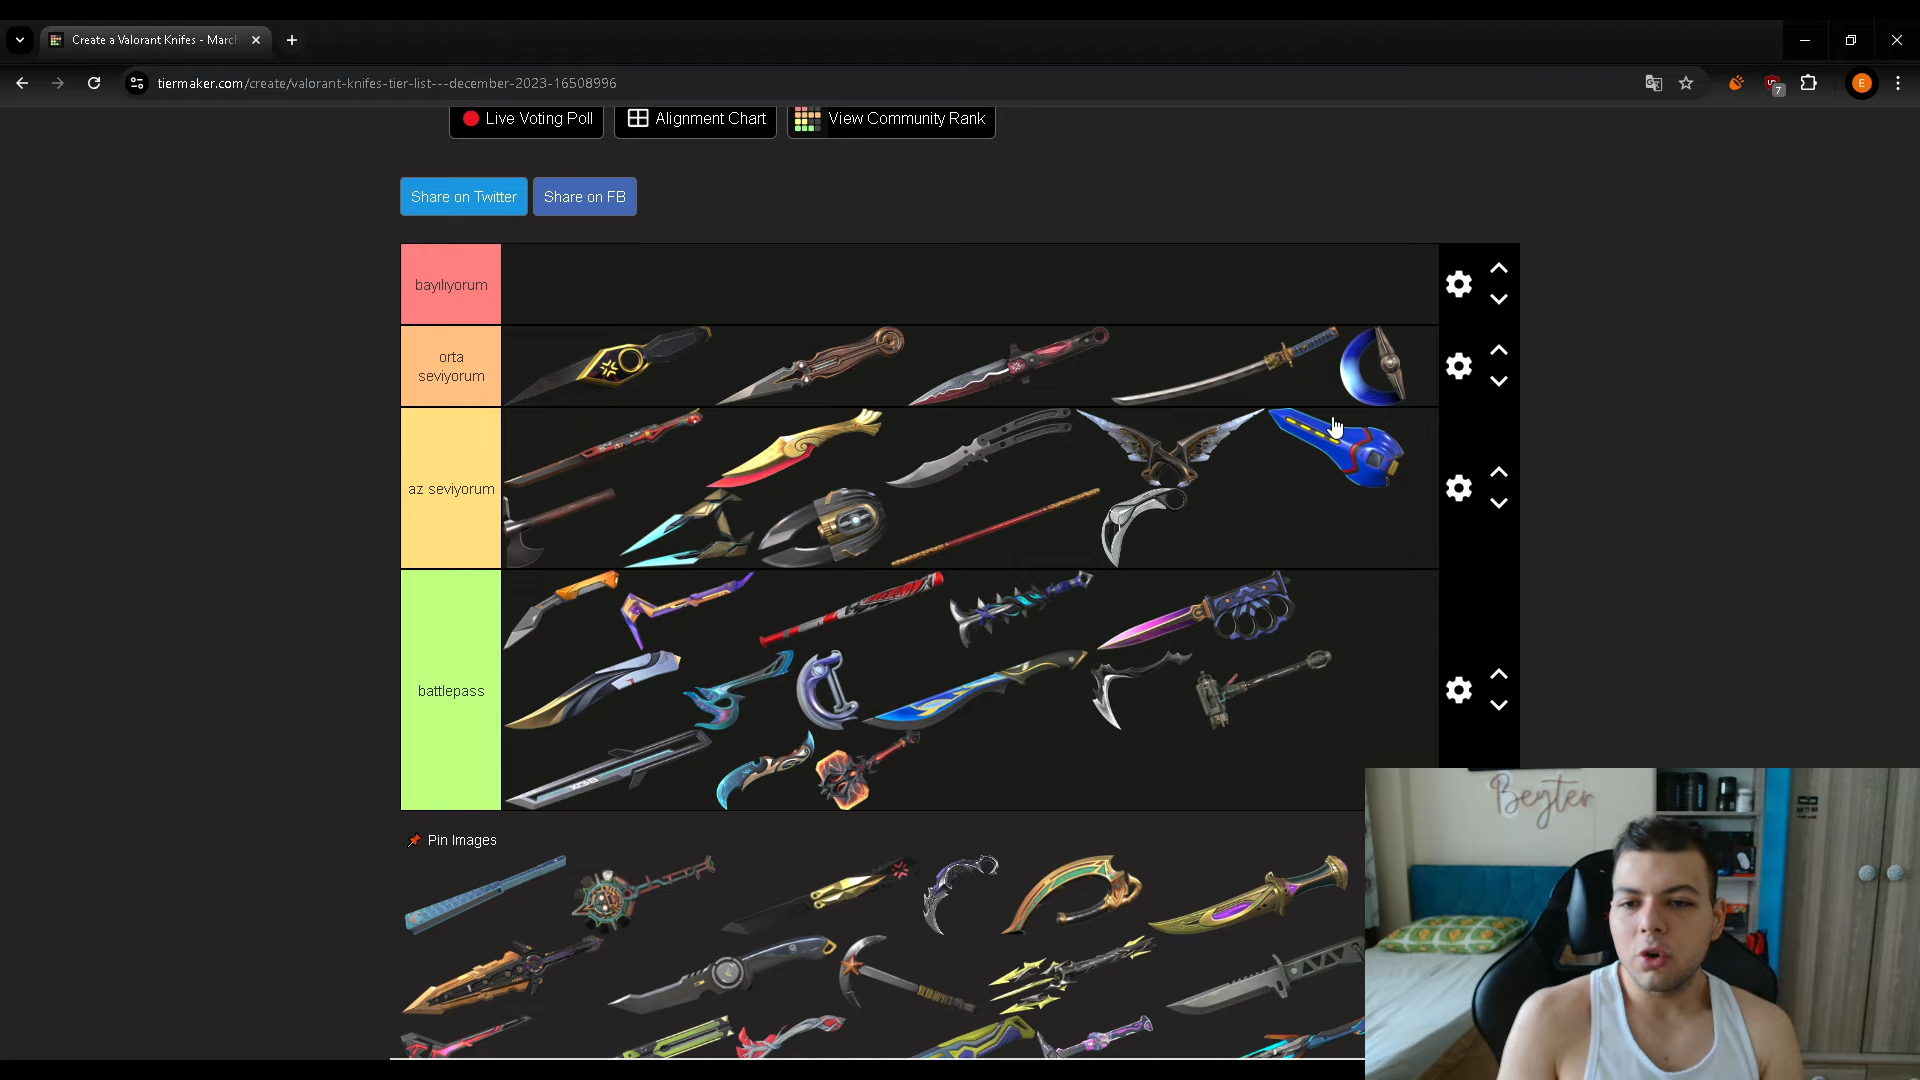 Create a Valorant Knifes - March
tiermaker.com/create/valorant-knifes-tier-list---december-2023-16508996
7
E
Live Voting Poll
Alignment Chart
View Community Rank
Share on Twitter
Share on FB
bayılıyorum
orta
seviyorum
az seviyorum
battlepass
Pin Images
Beyter